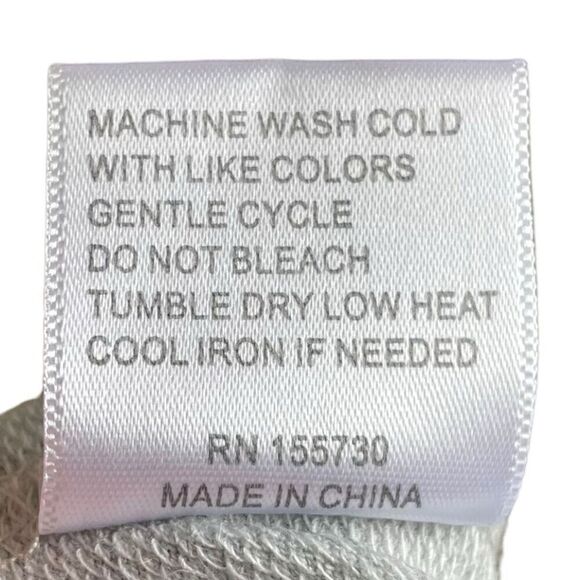 MACHINE WASH COLD
WITH LIKE COLORS
GENTLE CYCLE
DO NOT BLEACH
TUMBLE DRY LOW HEAT
COOL IRON IF NEEDED
RN 155730
MADE IN CHINA